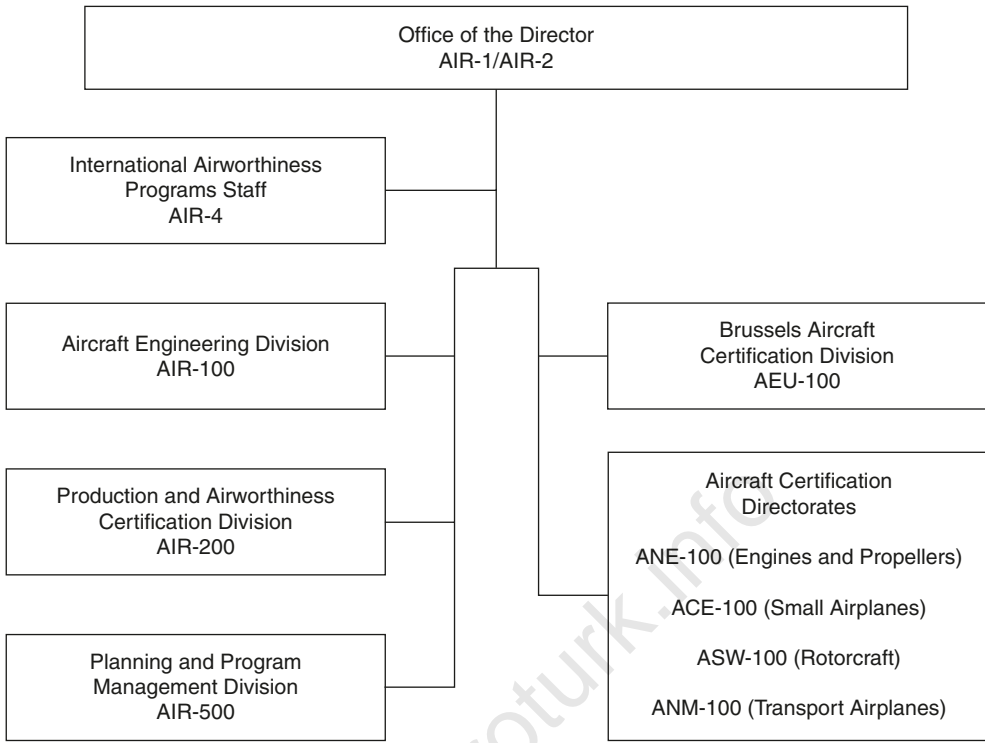 Office of the Director
AIR-1/AIR-2
International Airworthiness
Programs Staff
AIR-4
Aircraft Engineering Division
AIR-100
Production and Airworthiness
Certification Division
AIR-200
Planning and Program
Management Division
AIR-500
Brussels Aircraft
Certification Division
AEU-100
Aircraft Certification
Directorates
ANE-100 (Engines and Propellers)
ACE-100 (Small Airplanes)
ASW-100 (Rotorcraft)
ANM-100 (Transport Airplanes)